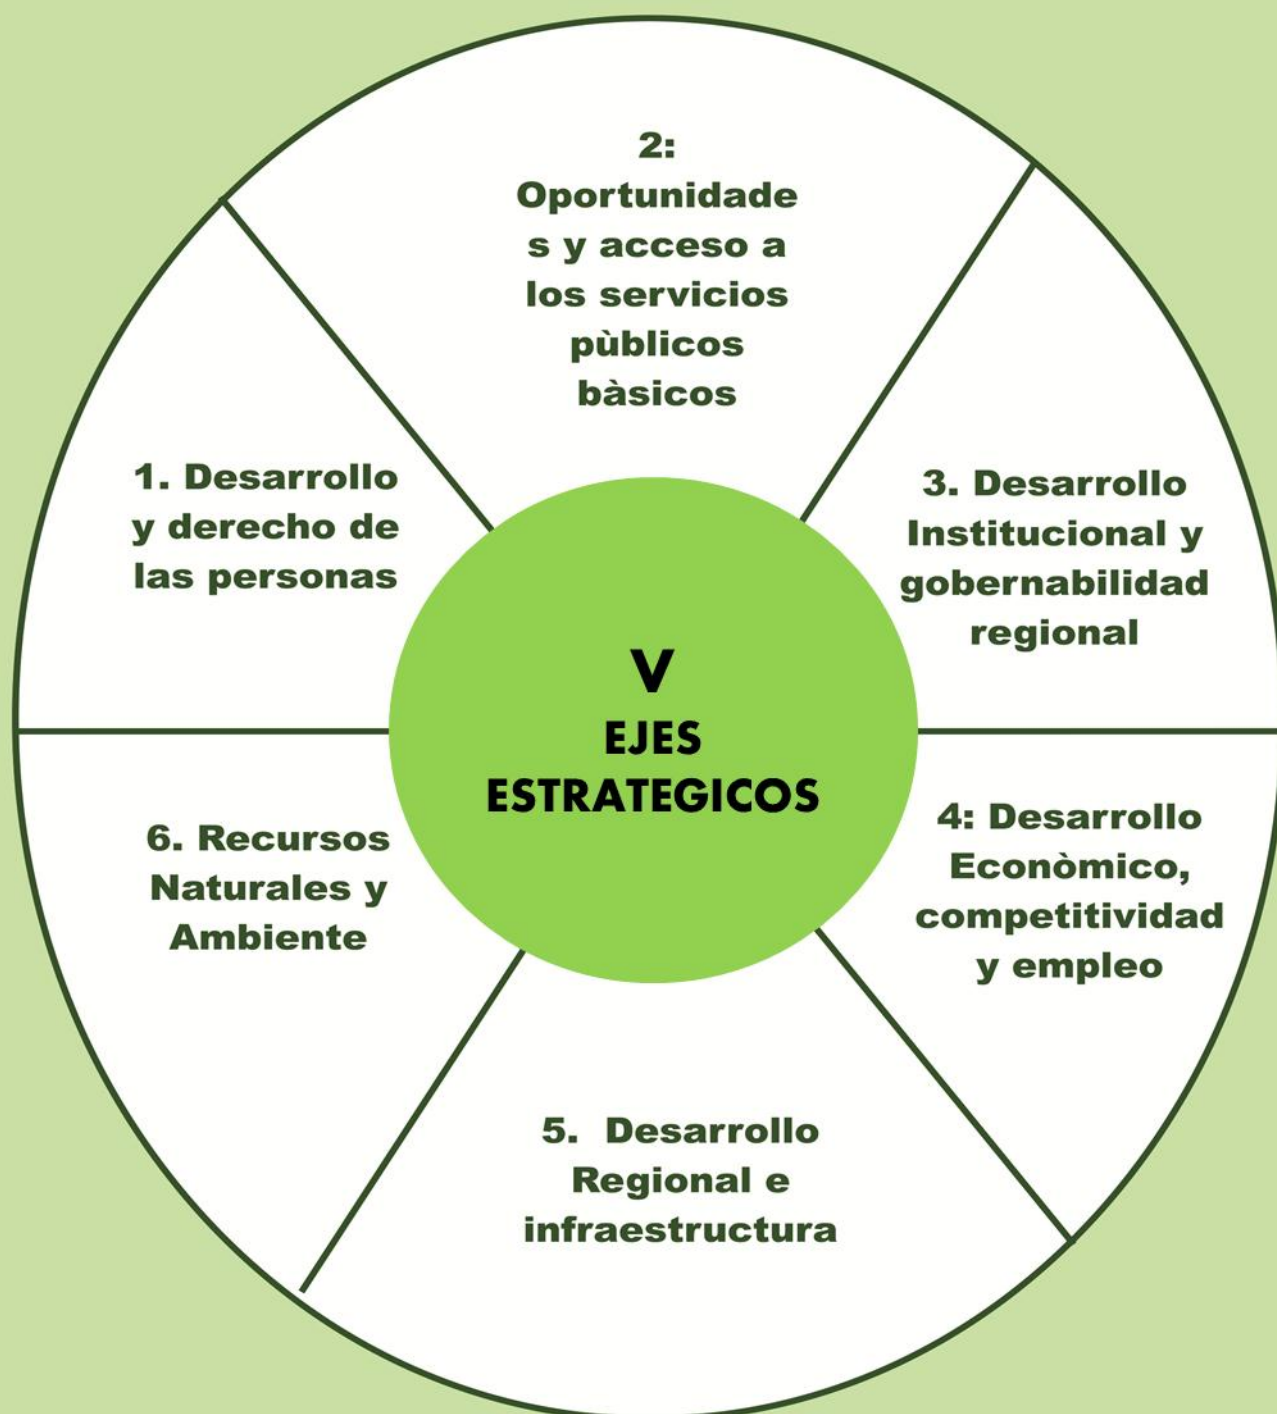 2:
Oportunidade
s y acceso a
los servicios
pùblicos
bàsicos
1. Desarrollo
y derecho de
las personas
3. Desarrollo
Institucional y
gobernabilidad
regional
V
EJES
ESTRATEGICOS
4: Desarrollo
Econòmico,
competitividad
y empleo
6. Recursos
Naturales y
Ambiente
5. Desarrollo
Regional e
infraestructura